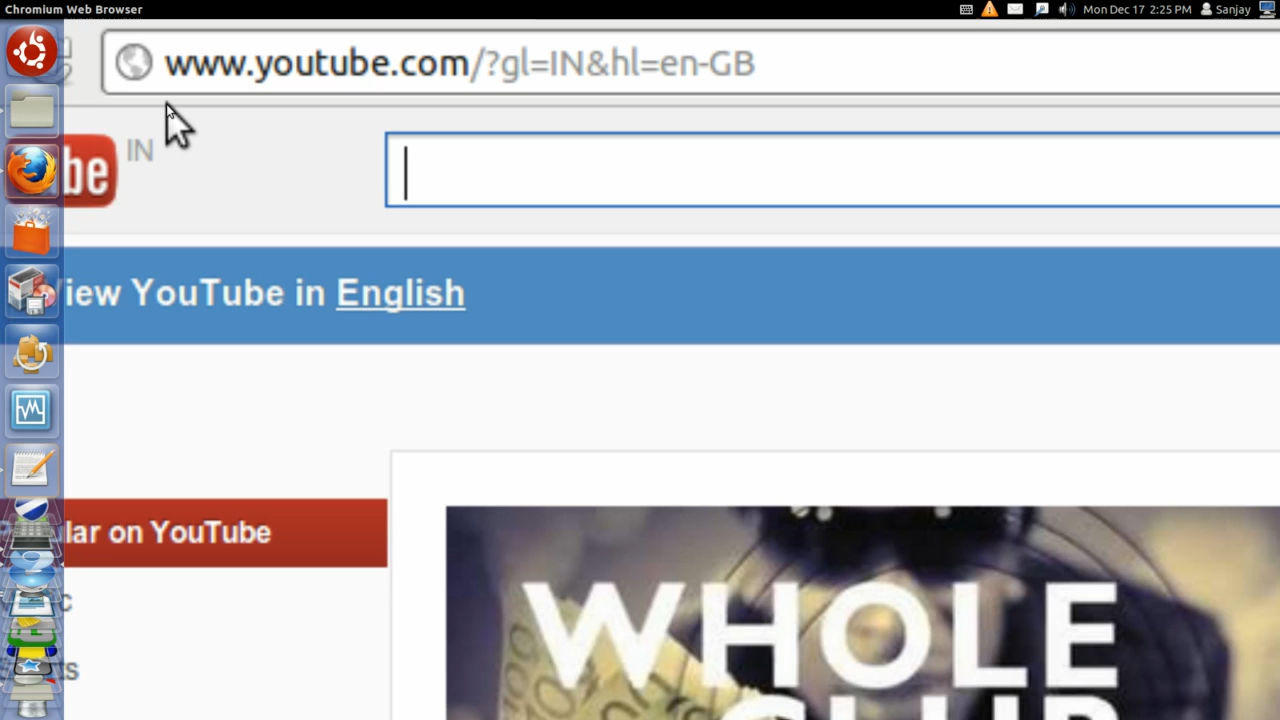 Chromium Web Browser
Mon Dec 17 2:25 PM Sanjay
www.youtube.com/?gl=IN&hl=en-GB
be IN
iew YouTube in English
lar on YouTube
WHOLE
CLUB